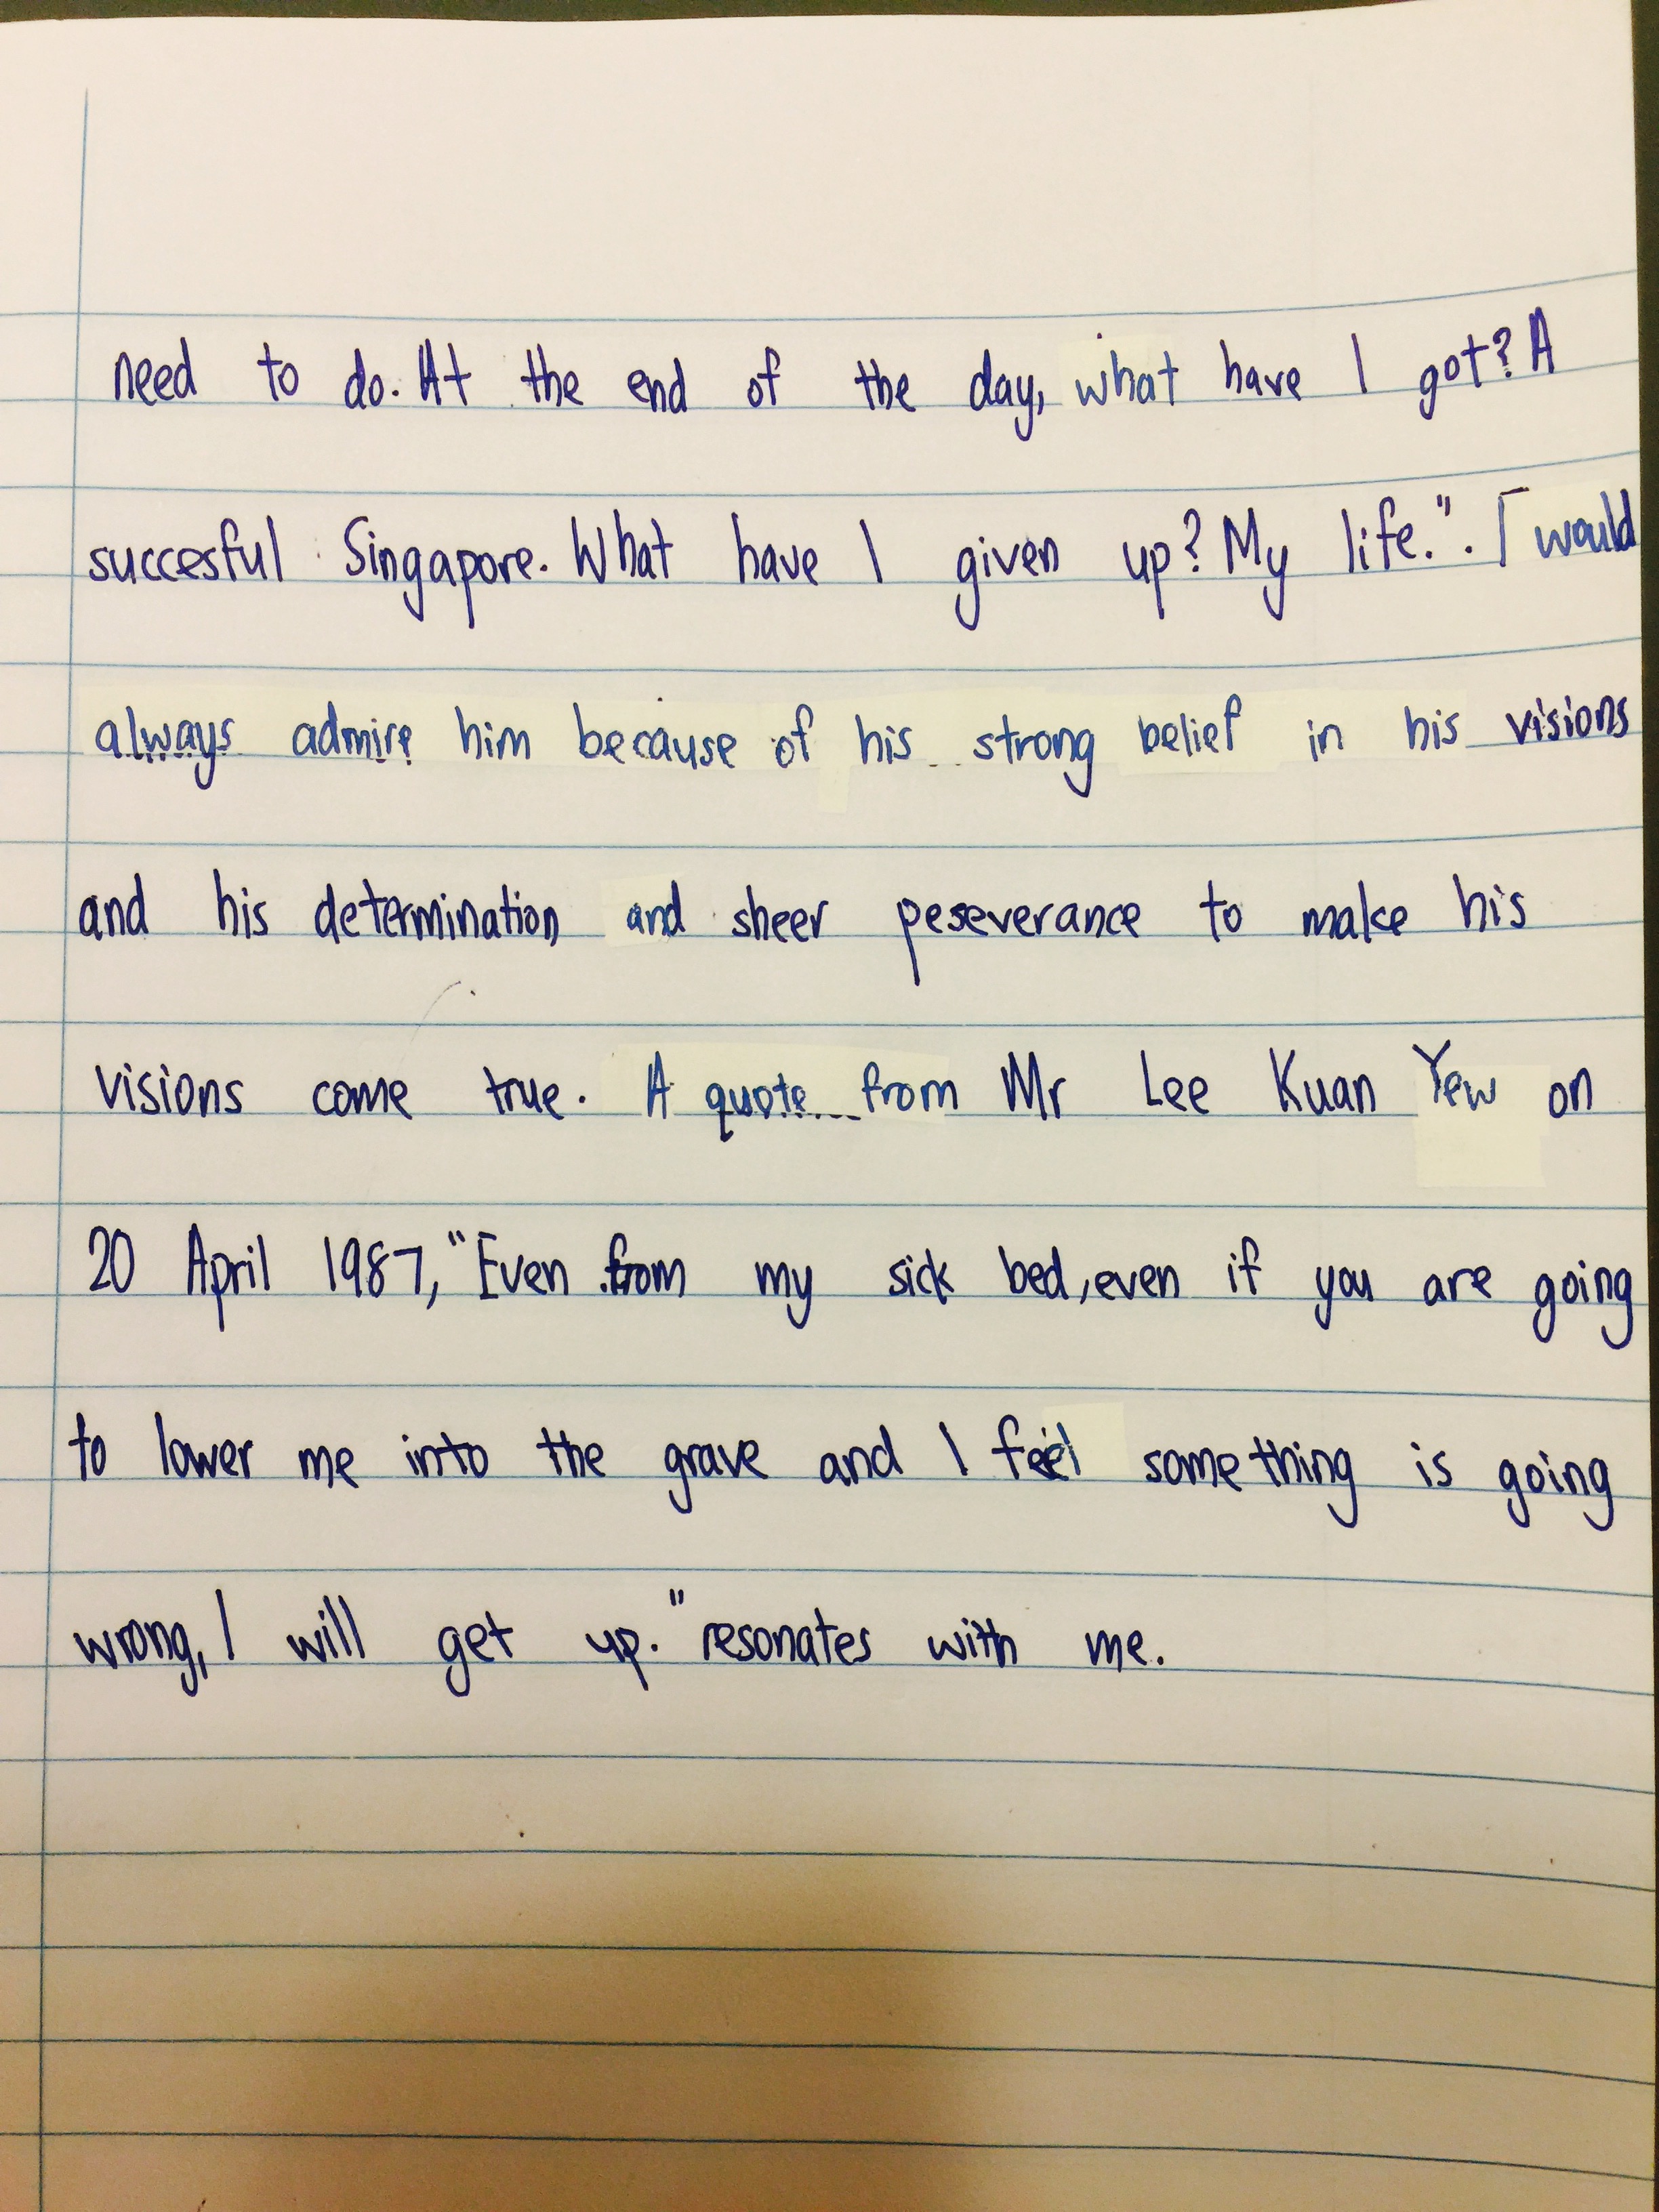 need to do. At the end of the day, what have I got? A
succesful Singapore. What have I given up? My life.". I would
always admire him because of his strong belief in his visions
and his determination and sheer peseverance to make his
visions come true. A quote from Mr Lee Kuan Yew on
20 April 1987, "Even from my sick bed, even if you are going
to lower me into the grave and I feel something is going
wrong, I will get up." resonates with me.